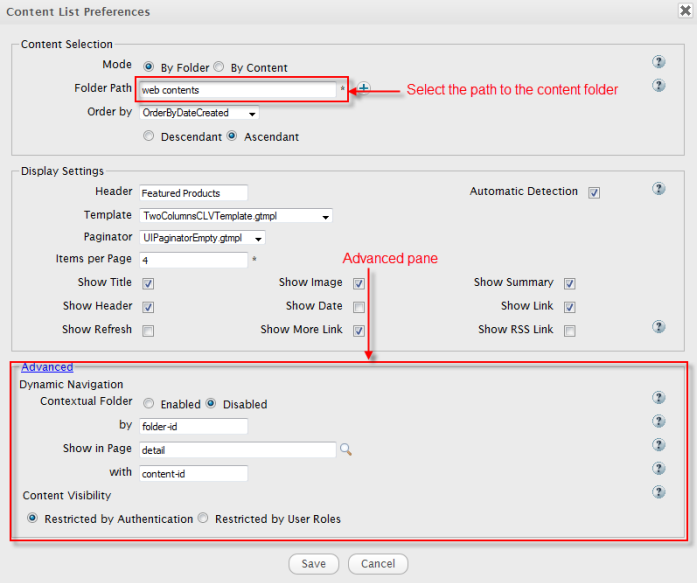 Content List Preferences
Content Selection
Mode By Folder By Content
Folder Path web contents * Select the path to the content folder
Order by OrderByDateCreated
Descendant Ascendant
Display Settings
Header Featured Products Automatic Detection
Template TwoColumnsCLVTemplate.gtmpl
Paginator UIPaginatorEmpty.gtmpl
Items per Page 4 * Advanced pane
Show Title Show Image Show Summary
Show Header Show Date Show Link
Show Refresh Show More Link Show RSS Link
Advanced
Dynamic Navigation
Contextual Folder Enabled Disabled
by folder-id
Show in Page detail
with content-id
Content Visibility
Restricted by Authentication Restricted by User Roles
Save Cancel